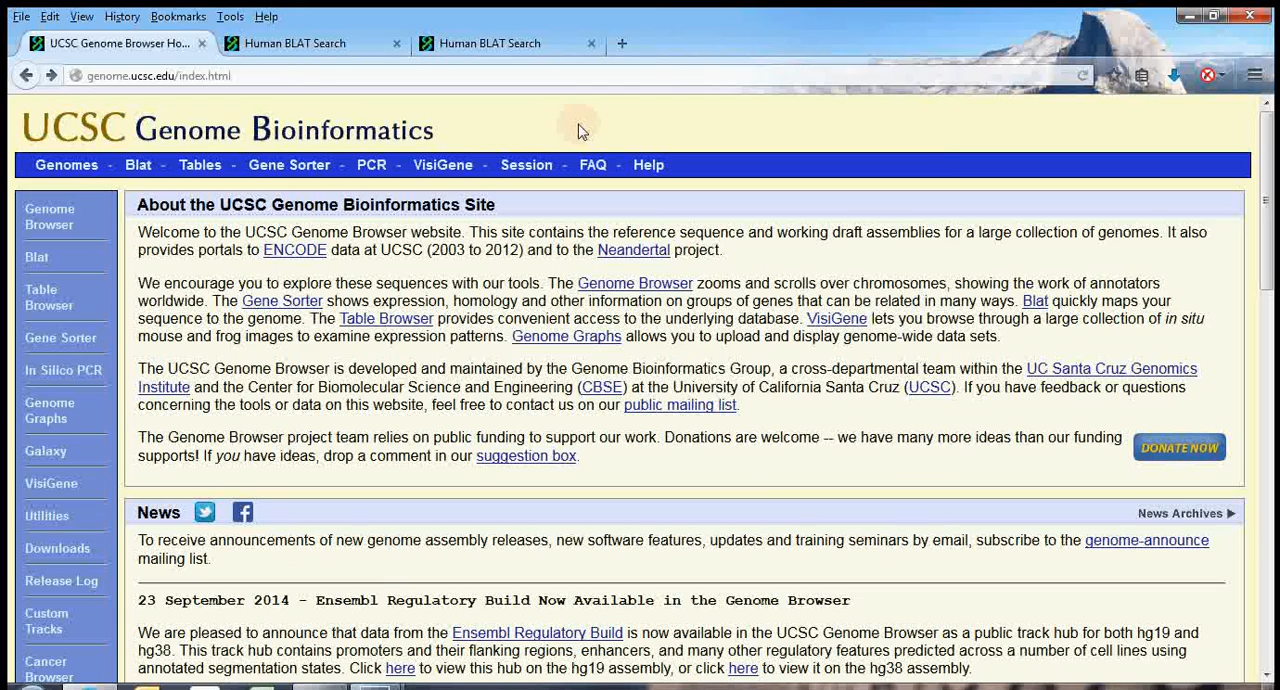 File Edit View History Bookmarks Tools Help
UCSC Genome Browser Ho... Human BLAT Search Human BLAT Search
genome.ucsc.edu/index.html
UCSC Genome Bioinformatics
Genomes - Blat - Tables - Gene Sorter - PCR - VisiGene - Session - FAQ - Help
Genome
Browser
Blat
Table
Browser
Gene Sorter
In Silico PCR
Genome
Graphs
Galaxy
VisiGene
Utilities
Downloads
Release Log
Custom
Tracks
Cancer
Browser
About the UCSC Genome Bioinformatics Site
Welcome to the UCSC Genome Browser website. This site contains the reference sequence and working draft assemblies for a large collection of genomes. It also
provides portals to ENCODE data at UCSC (2003 to 2012) and to the Neandertal project.
We encourage you to explore these sequences with our tools. The Genome Browser zooms and scrolls over chromosomes, showing the work of annotators
worldwide. The Gene Sorter shows expression, homology and other information on groups of genes that can be related in many ways. Blat quickly maps your
sequence to the genome. The Table Browser provides convenient access to the underlying database. VisiGene lets you browse through a large collection of in situ
mouse and frog images to examine expression patterns. Genome Graphs allows you to upload and display genome-wide data sets.
The UCSC Genome Browser is developed and maintained by the Genome Bioinformatics Group, a cross-departmental team within the UC Santa Cruz Genomics
Institute and the Center for Biomolecular Science and Engineering (CBSE) at the University of California Santa Cruz (UCSC). If you have feedback or questions
concerning the tools or data on this website, feel free to contact us on our public mailing list.
The Genome Browser project team relies on public funding to support our work. Donations are welcome -- we have many more ideas than our funding
supports! If you have ideas, drop a comment in our suggestion box.
DONATE NOW
News
News Archives
To receive announcements of new genome assembly releases, new software features, updates and training seminars by email, subscribe to the genome-announce
mailing list.
23 September 2014 - Ensembl Regulatory Build Now Available in the Genome Browser
We are pleased to announce that data from the Ensembl Regulatory Build is now available in the UCSC Genome Browser as a public track hub for both hg19 and
hg38. This track hub contains promoters and their flanking regions, enhancers, and many other regulatory features predicted across a number of cell lines using
annotated segmentation states. Click here to view this hub on the hg19 assembly, or click here to view it on the hg38 assembly.